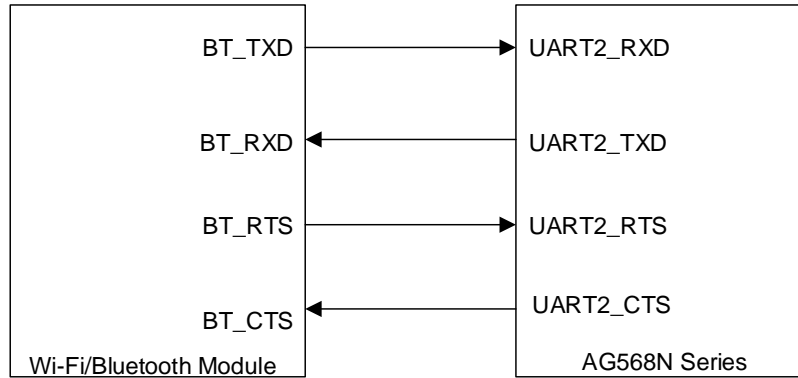 BT_TXD UART2_RXD
BT_RXD UART2_TXD
BT_RTS UART2_RTS
BT_CTS UART2_CTS
Wi-Fi/Bluetooth Module AG568N Series